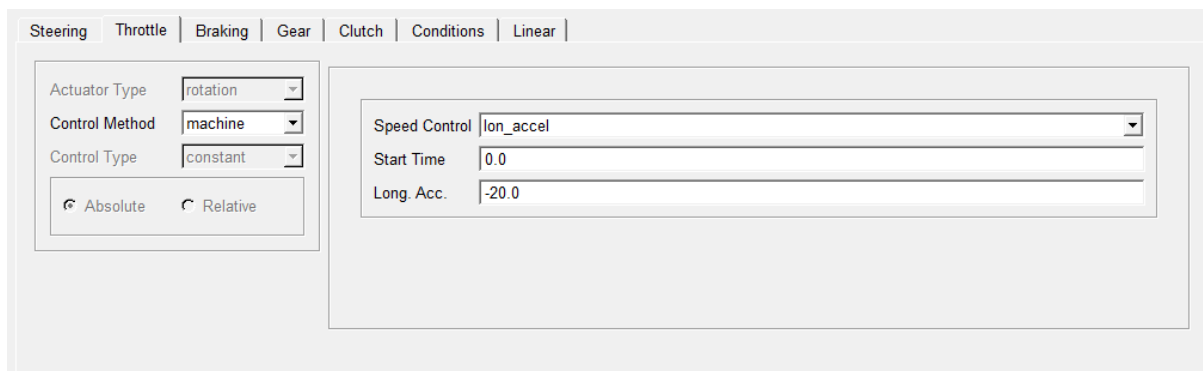 Steering Throttle Braking Gear Clutch Conditions Linear
Actuator Type rotation
Control Method machine
Control Type constant
Absolute Relative
Speed Control lon_accel
Start Time 0.0
Long. Acc. -20.0